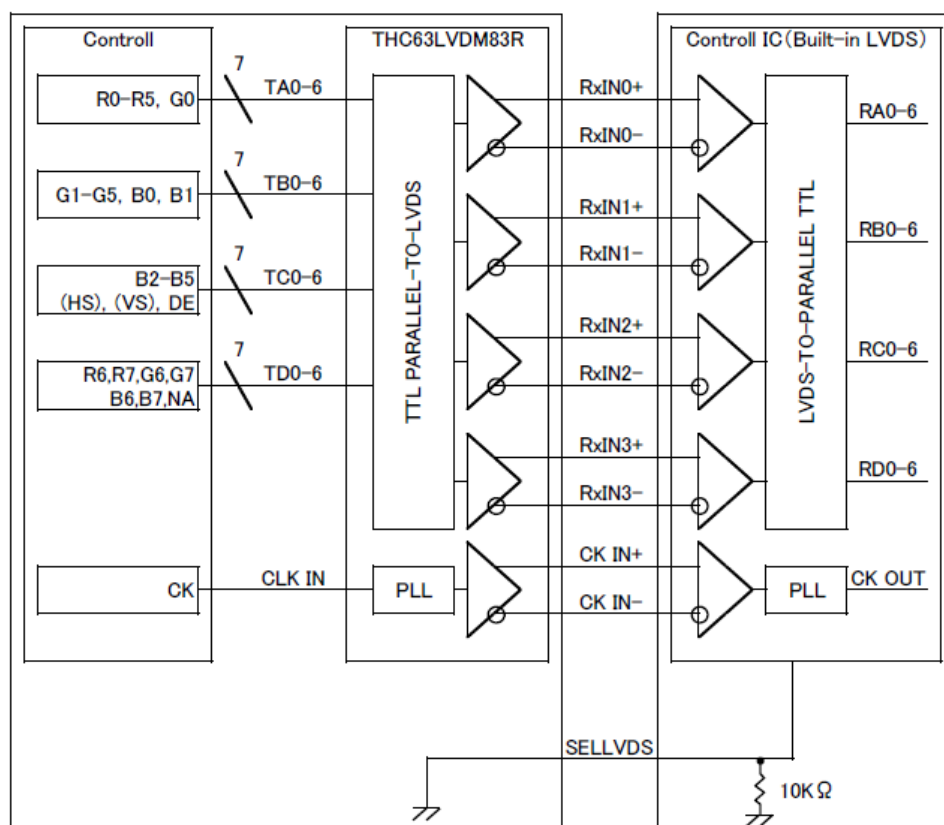 Controll
THC63LVDM83R
Controll IC(Built-in LVDS)
R0-R5, G0
7
TA0-6
RxIN0+
RxIN0-
RA0-6
G1-G5, B0, B1
7
TB0-6
RxIN1+
RxIN1-
RB0-6
B2-B5
(HS), (VS), DE
7
TC0-6
RxIN2+
RxIN2-
RC0-6
R6,R7,G6,G7
B6,B7,NA
7
TD0-6
RxIN3+
RxIN3-
RD0-6
TTL PARALLEL-TO-LVDS
LVDS-TO-PARALLEL TTL
CK
CLK IN
PLL
CK IN+
CK IN-
PLL
CK OUT
SELLVDS
10KΩ